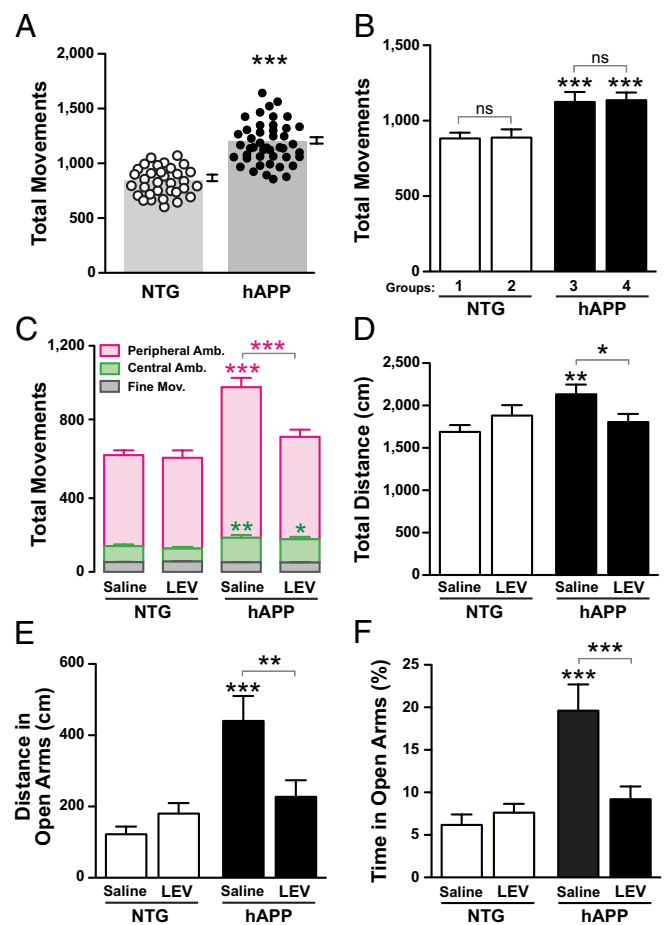 A
Total Movements
2,000
1,500
1,000
500
0
***
NTG
hAPP
B
Total Movements
1,500
1,000
500
0
ns
ns
***
***
Groups: 1 2 3 4
NTG
hAPP
C
Total Movements
1,200
800
400
0
Peripheral Amb.
Central Amb.
Fine Mov.
***
***
**
*
Saline LEV Saline LEV
NTG
hAPP
D
Total Distance (cm)
2,500
2,000
1,500
1,000
500
0
*
**
Saline LEV Saline LEV
NTG
hAPP
E
Distance in
Open Arms (cm)
600
400
200
0
**
***
Saline LEV Saline LEV
NTG
hAPP
F
Time in Open Arms (%)
25
20
15
10
5
0
***
***
Saline LEV Saline LEV
NTG
hAPP